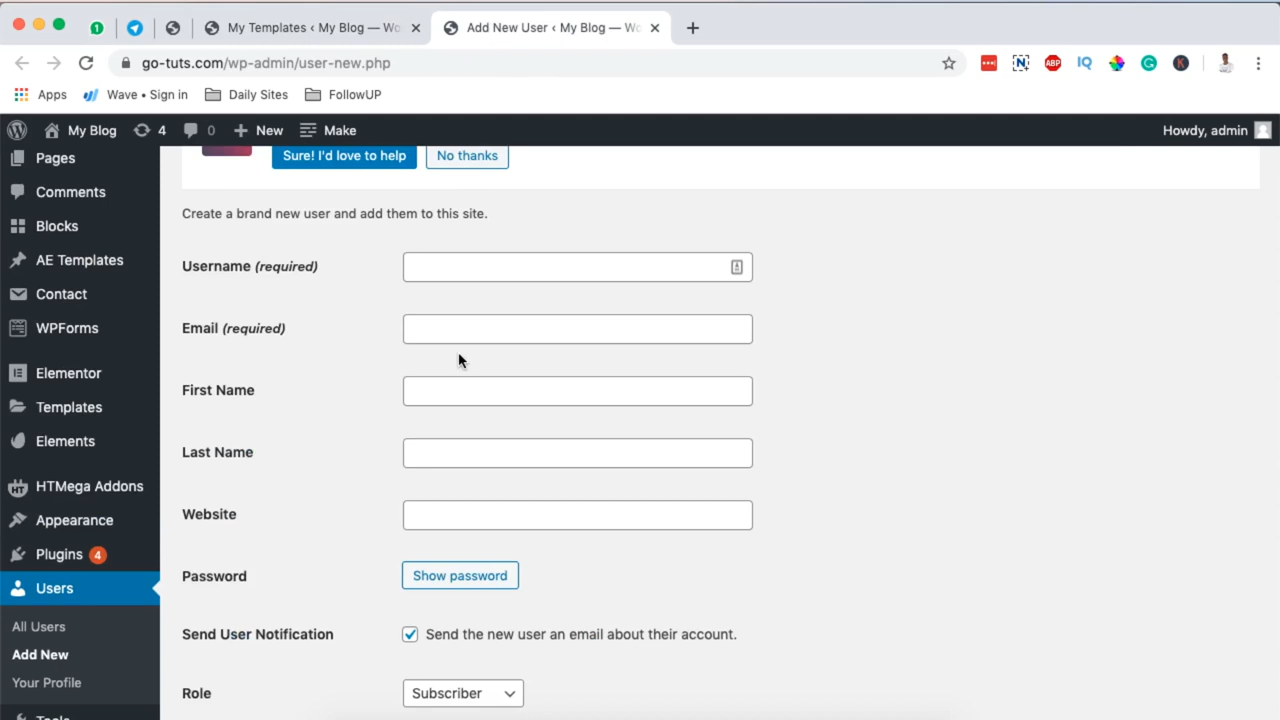 1
My Templates ‹ My Blog — Wo
Add New User ‹ My Blog — Wo
go-tuts.com/wp-admin/user-new.php
ABP
IQ
K
Apps
Wave • Sign in
Daily Sites
FollowUP
My Blog
4
0
New
Make
Howdy, admin
Pages
Comments
Blocks
AE Templates
Contact
WPForms
Elementor
Templates
Elements
HTMega Addons
Appearance
Plugins 4
Users
All Users
Add New
Your Profile
Sure! I'd love to help
No thanks
Create a brand new user and add them to this site.
Username (required)
Email (required)
First Name
Last Name
Website
Password
Show password
Send User Notification
Send the new user an email about their account.
Role
Subscriber